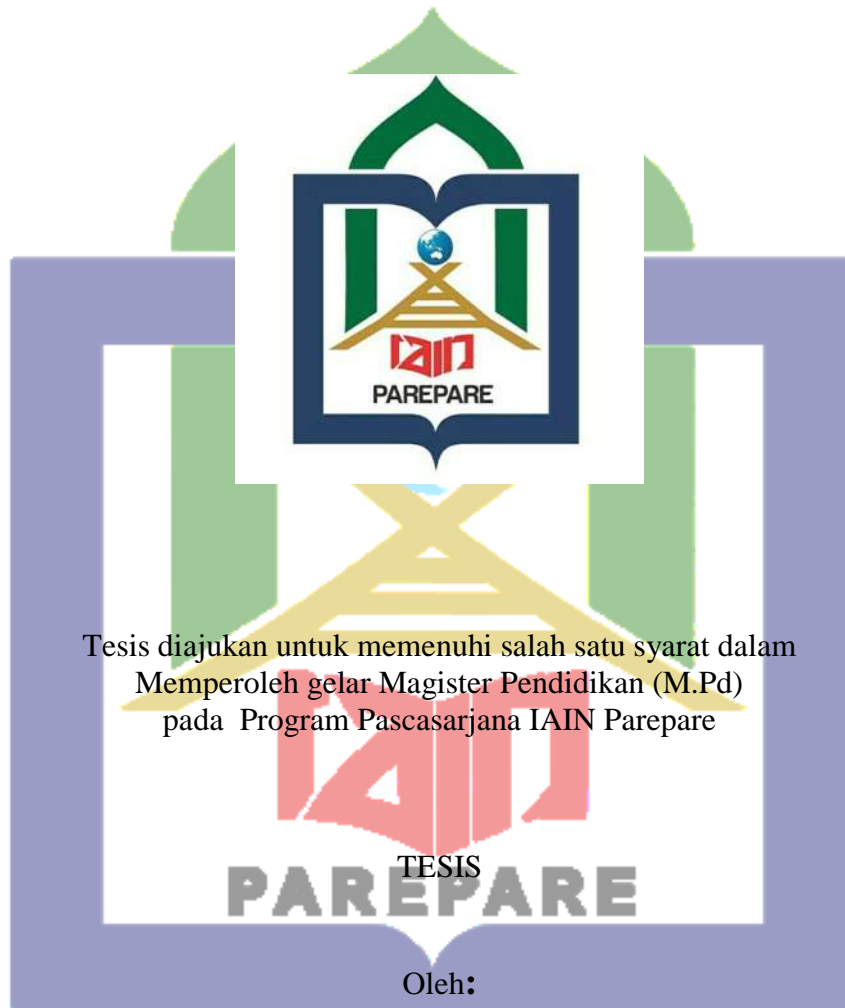 iain
PAREPARE
Tesis diajukan untuk memenuhi salah satu syarat dalam
Memperoleh gelar Magister Pendidikan (M.Pd)
pada Program Pascasarjana IAIN Parepare
iain
TESIS
PAREPARE
Oleh: